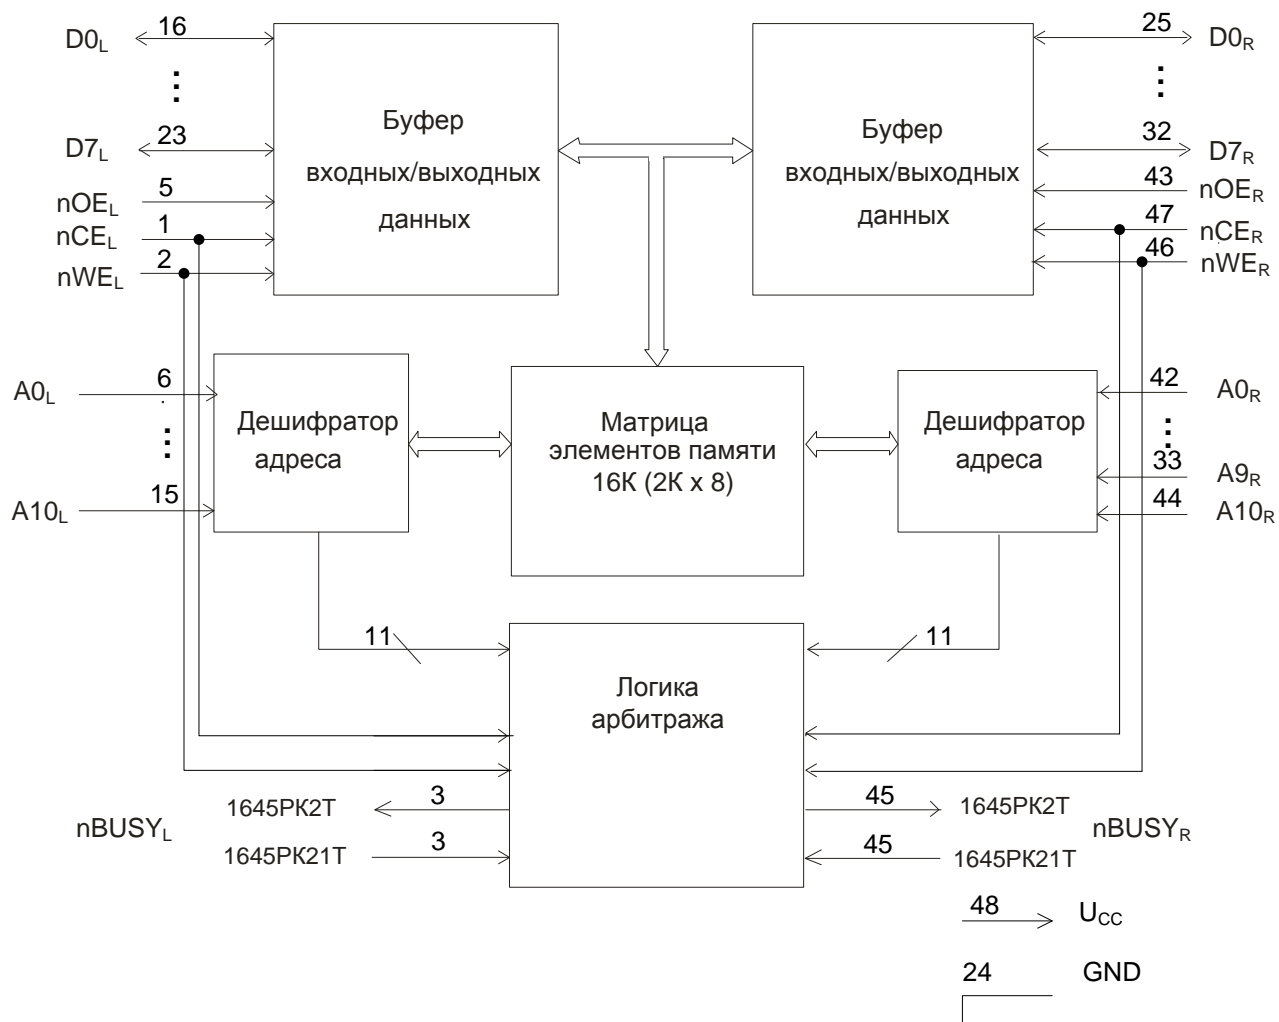 D0L 16 25 D0R
D7L 23 32 D7R
Буфер
входных/выходных
данных
Буфер
входных/выходных
данных
nOEL 5 43 nOER
nCEL 1 47 nCER
nWEL 2 46 nWER
A0L 6 42 A0R
Дешифратор
адреса
Матрица
элементов памяти
16К (2К x 8)
Дешифратор
адреса
33 A9R
A10L 15 44 A10R
11 11
Логика
арбитража
1645РК2Т 3 45 1645РК2Т
nBUSYL nBUSYR
1645РК21Т 3 45 1645РК21Т
48 UCC
24 GND